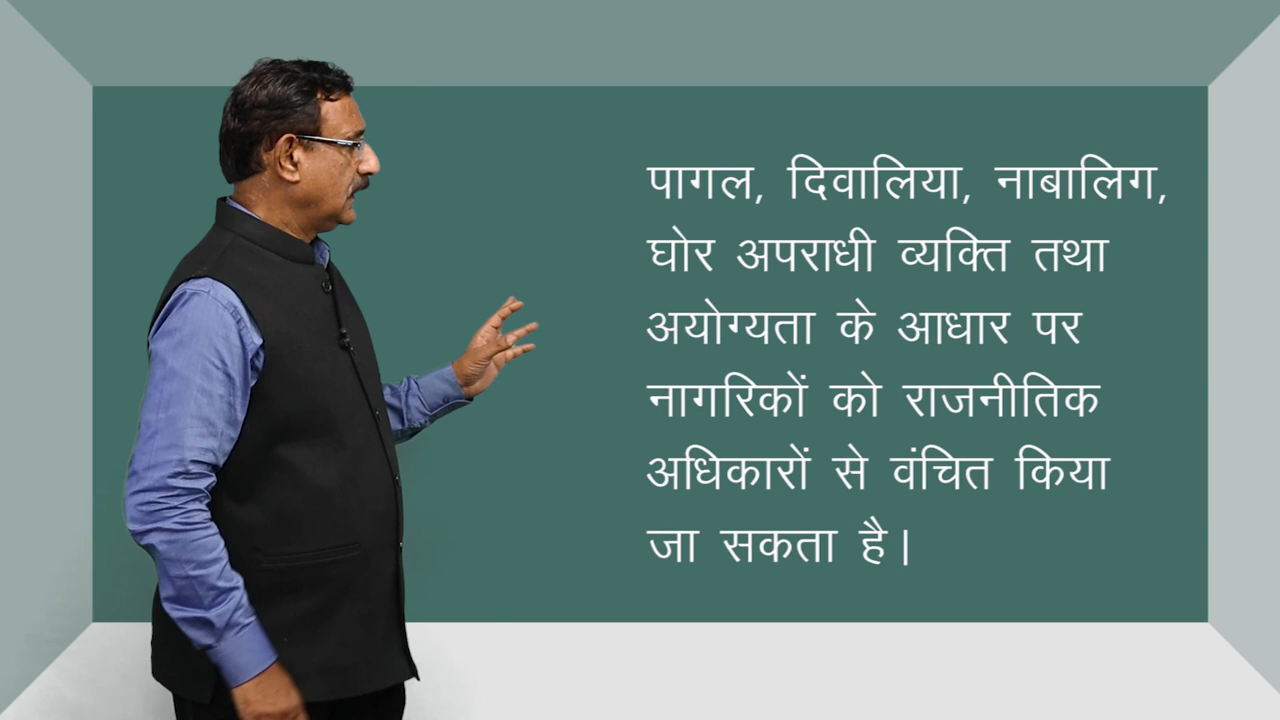 पागल, दिवालिया, नाबालिग,
घोर अपराधी व्यक्ति तथा
अयोग्यता के आधार पर
नागरिकों को राजनीतिक
अधिकारों से वंचित किया
जा सकता है।